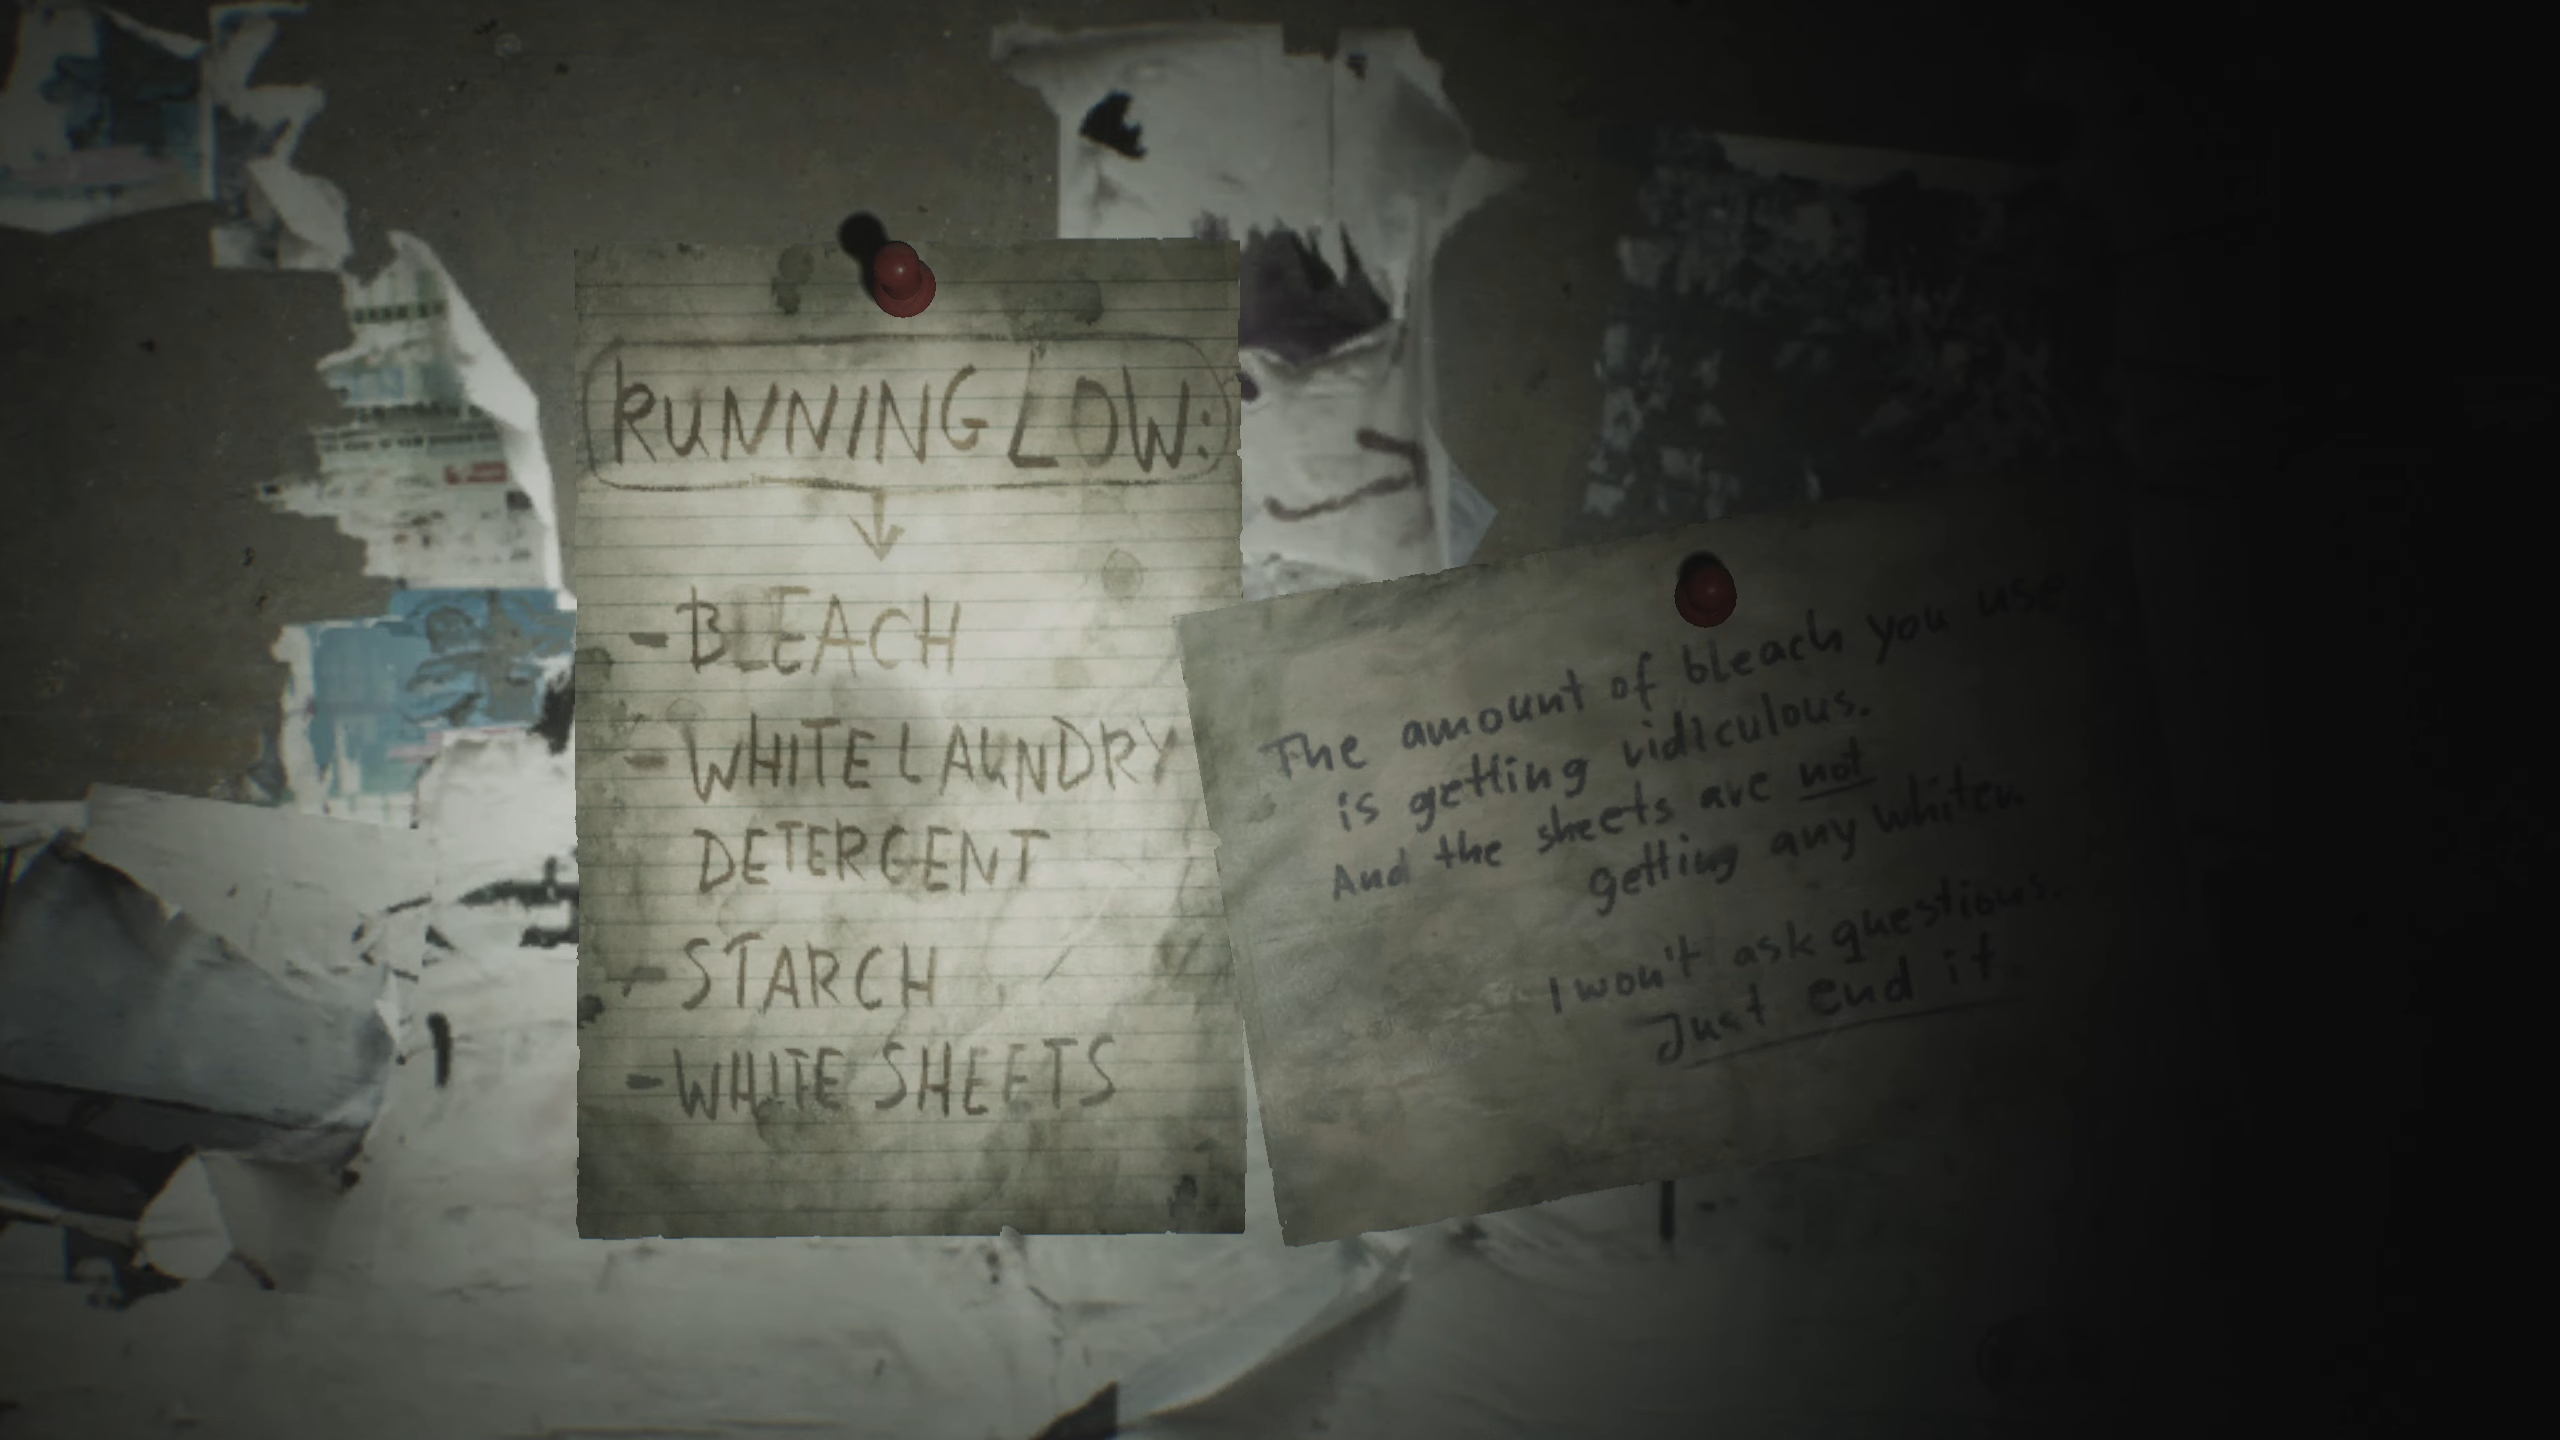 RUNNING LOW:
- BLEACH
- WHITE LAUNDRY
DETERGENT
- STARCH
- WHITE SHEETS
The amount of bleach you use
is getting ridiculous.
And the sheets are not
getting any whiter.
I won't ask questions.
Just end it.